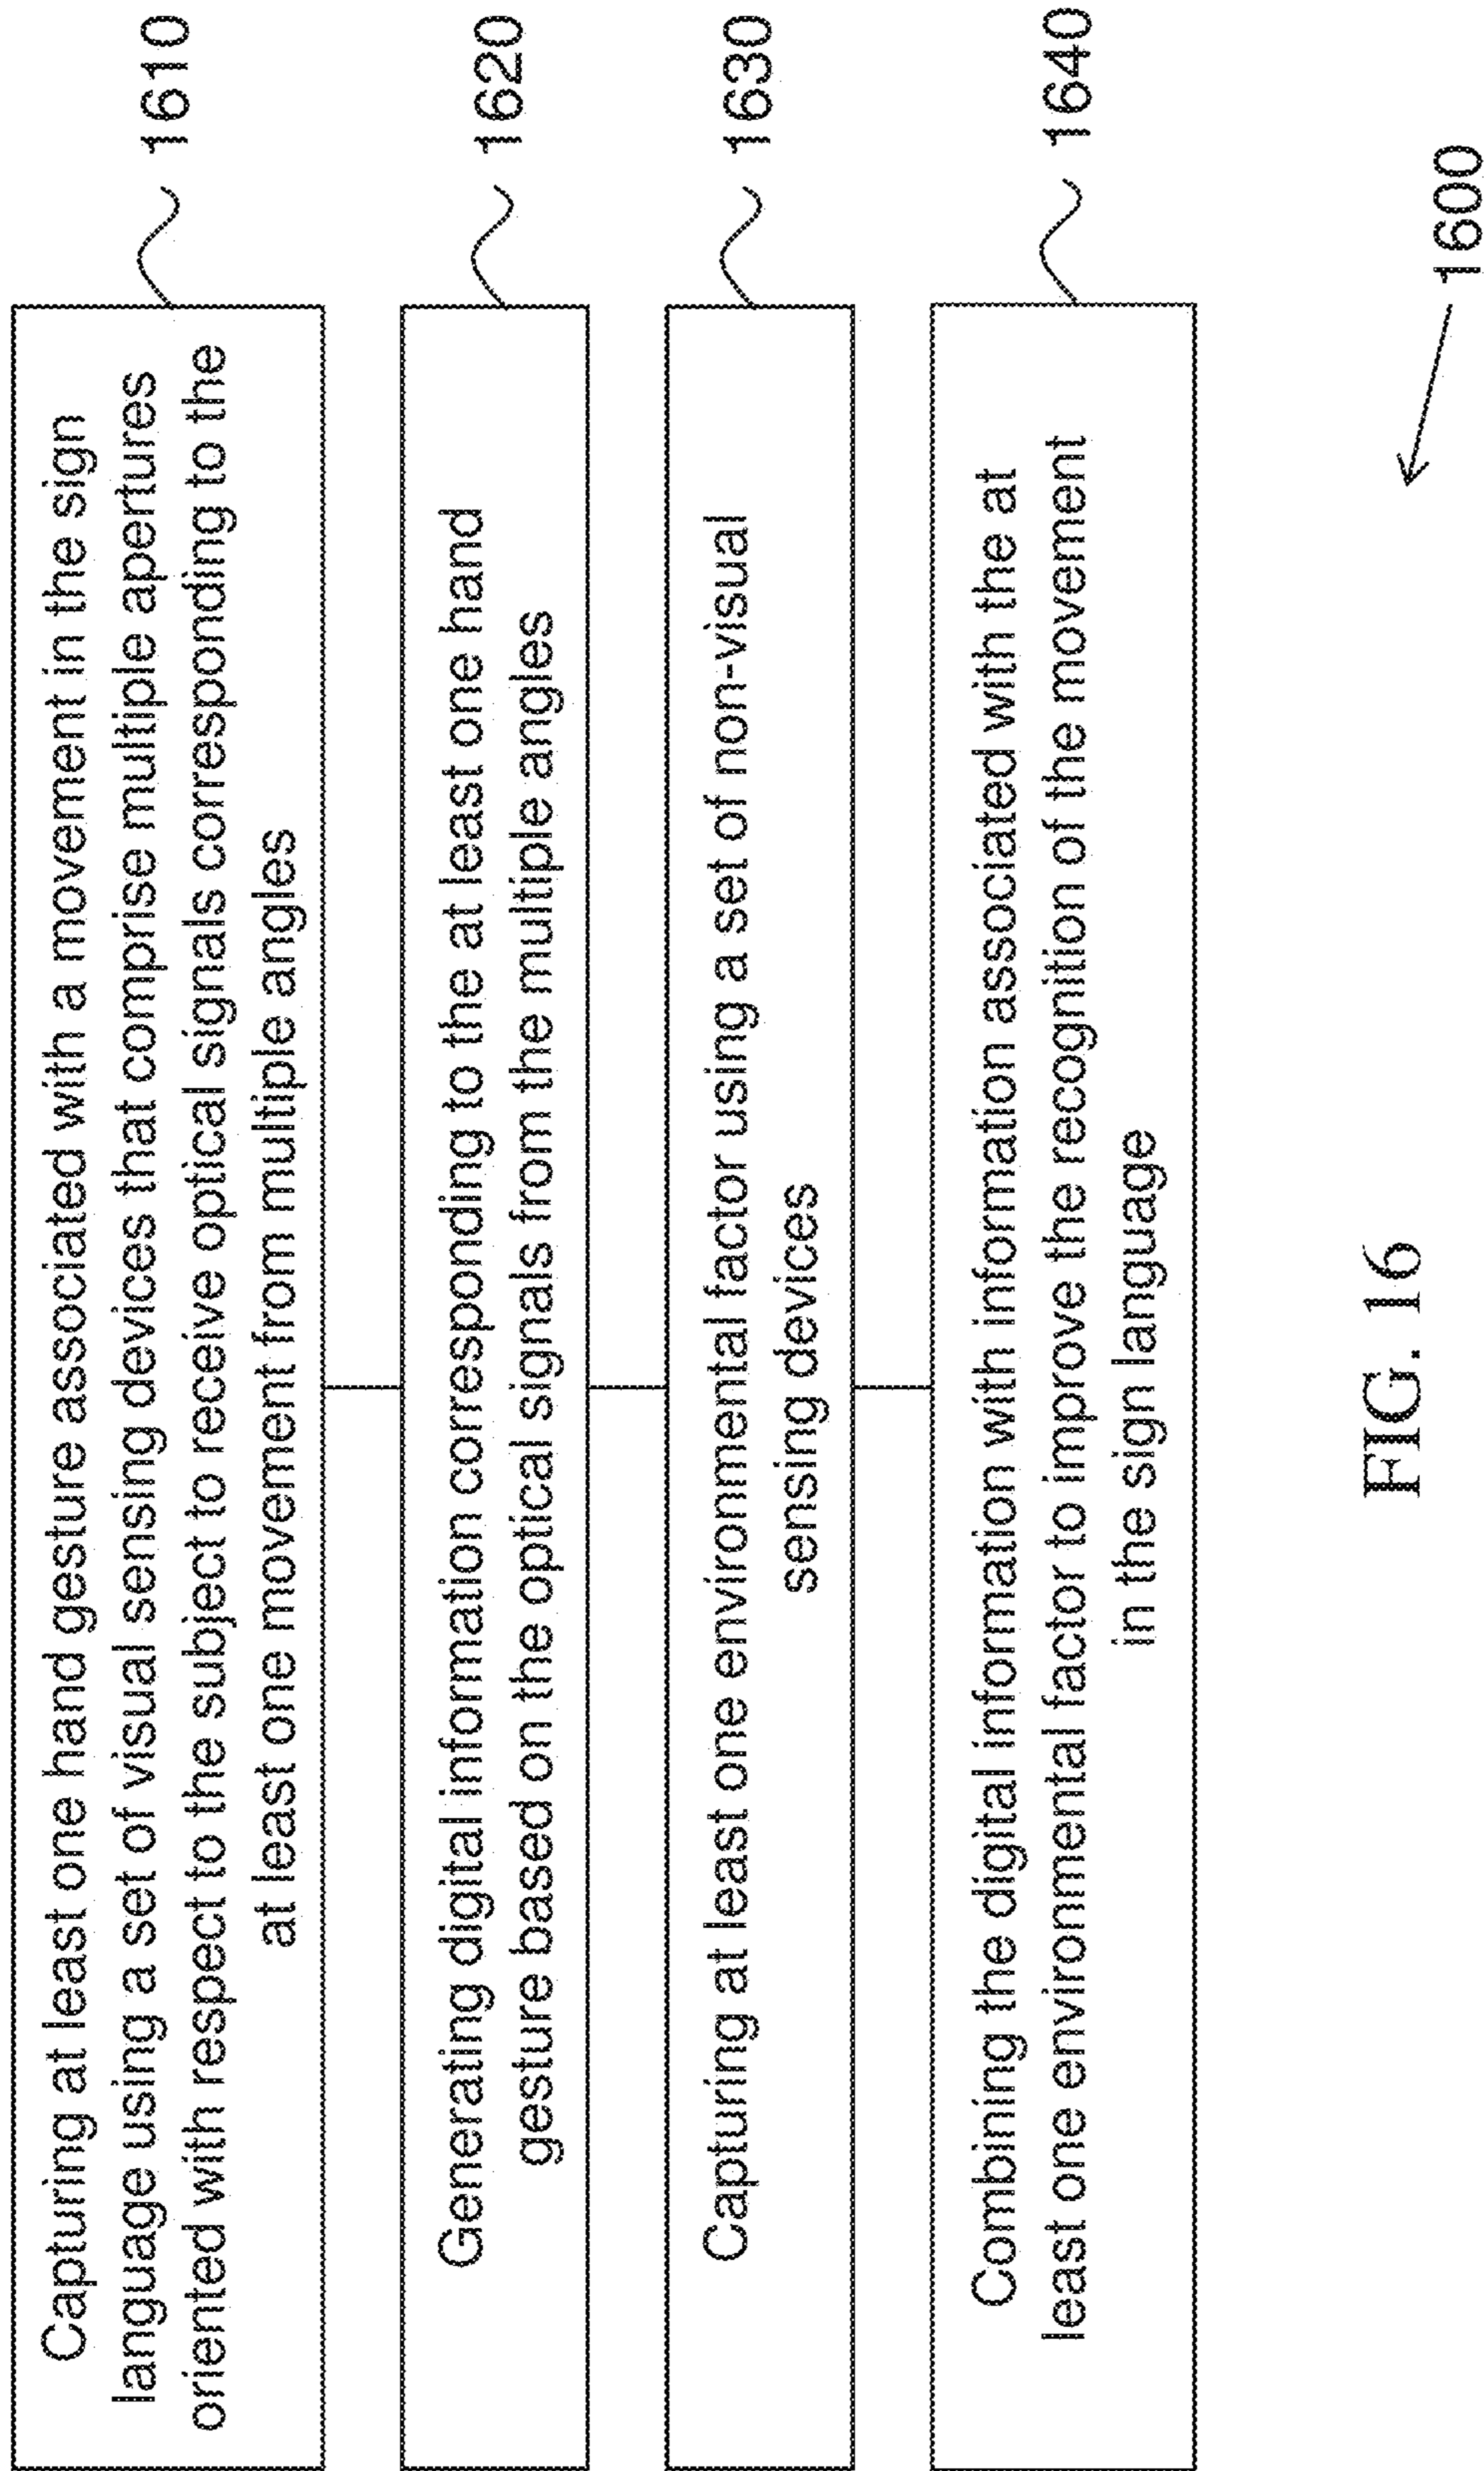 Capturing at least one hand gesture associated with a movement in the sign
language using a set of visual sensing devices that comprise multiple apertures
oriented with respect to the subject to receive optical signals corresponding to the
at least one movement from multiple angles
1610
Generating digital information corresponding to the at least one hand
gesture based on the optical signals from the multiple angles
1620
Capturing at least one environmental factor using a set of non-visual
sensing devices
1630
Combining the digital information with information associated with the at
least one environmental factor to improve the recognition of the movement
in the sign language
1640
1600
FIG. 16